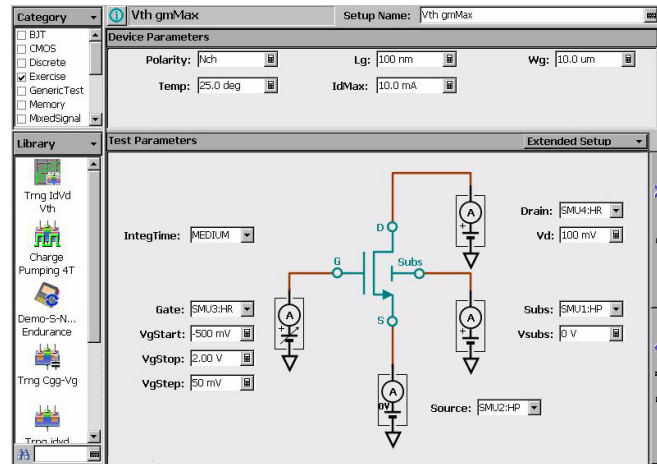 Category
Vth gmMax
Setup Name: Vth gmMax
BJT
CMOS
Discrete
Exercise
GenericTest
Memory
MixedSignal
Device Parameters
Polarity: Nch
Lg: 100 nm
Wg: 10.0 um
Temp: 25.0 deg
IdMax: 10.0 mA
Library
Trng IdVd
Vth
Charge
Pumping 4T
Demo-S-N...
Endurance
Trng Cgg-Vg
Trng idvd
Test Parameters
Extended Setup
IntegTime: MEDIUM
Drain: SMU4:HR
Vd: 100 mV
Gate: SMU3:HR
VgStart: -500 mV
VgStop: 2.00 V
VgStep: 50 mV
Subs: SMU1:HP
Vsubs: 0 V
Source: SMU2:HP
D
G
Subs
S
A
A
A
A
0V